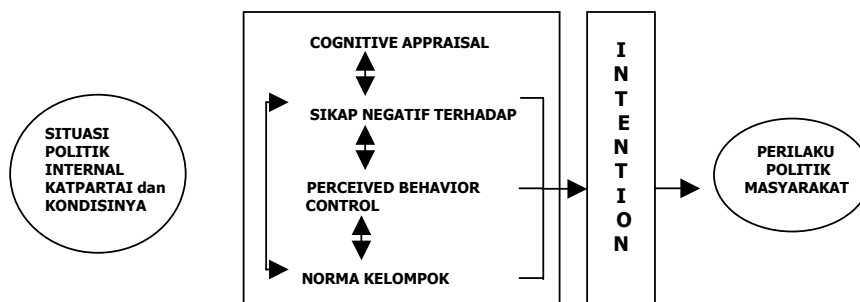 SITUASI
POLITIK
INTERNAL
KATPARTAI dan
KONDISINYA
COGNITIVE APPRAISAL
SIKAP NEGATIF TERHADAP
PERCEIVED BEHAVIOR
CONTROL
NORMA KELOMPOK
I
N
T
E
N
T
I
O
N
PERILAKU
POLITIK
MASYARAKAT